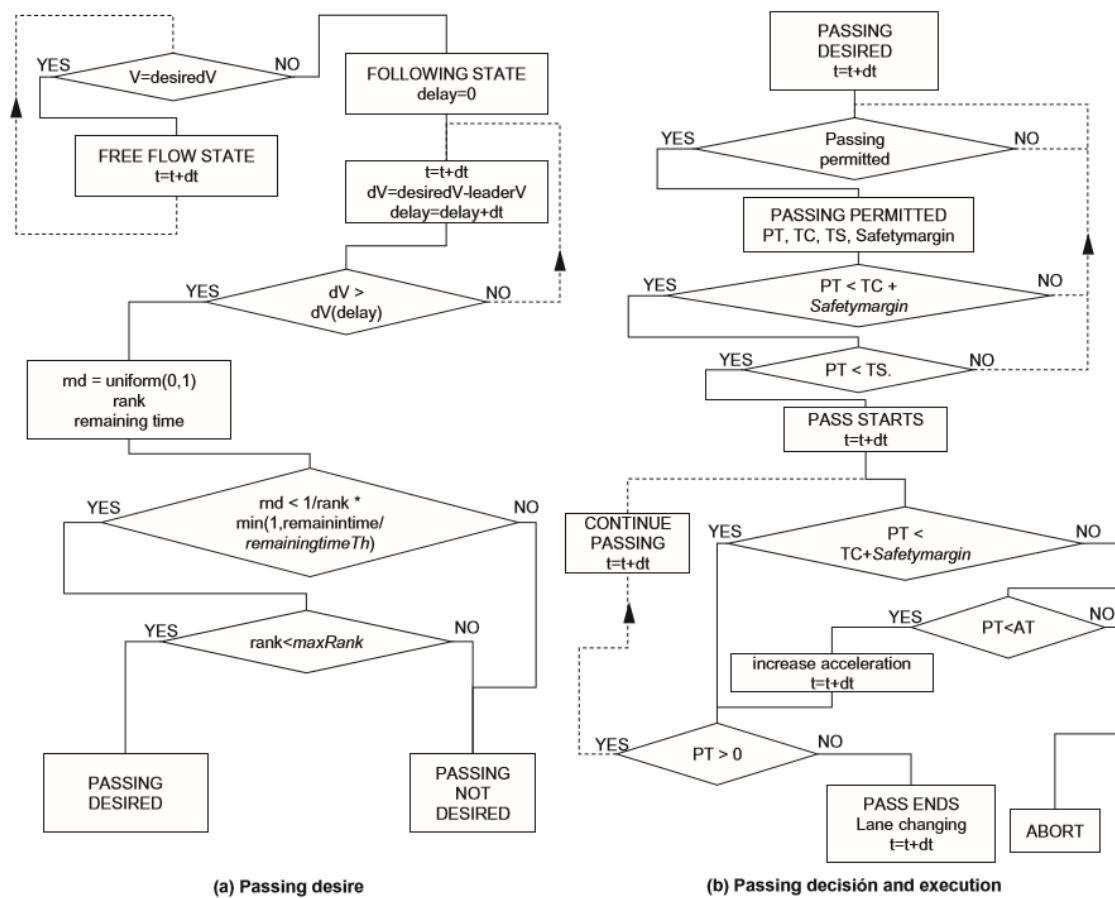 V=desiredV
YES
NO
FREE FLOW STATE
t=t+dt
FOLLOWING STATE
delay=0
t=t+dt
dV=desiredV-leaderV
delay=delay+dt
YES
dV >
dV(delay)
NO
rnd = uniform(0,1)
rank
remaining time
YES
rnd < 1/rank *
min(1,remainintime/
remainingtimeTh)
NO
YES
rank<maxRank
NO
PASSING
DESIRED
PASSING
NOT
DESIRED
(a) Passing desire
PASSING
DESIRED
t=t+dt
YES
Passing
permitted
NO
PASSING PERMITTED
PT, TC, TS, Safetymargin
YES
PT < TC +
Safetymargin
NO
YES
PT < TS.
NO
PASS STARTS
t=t+dt
CONTINUE
PASSING
t=t+dt
YES
PT <
TC+Safetymargin
NO
YES
PT<AT
NO
increase acceleration
t=t+dt
YES
PT > 0
NO
PASS ENDS
Lane changing
t=t+dt
ABORT
(b) Passing decisión and execution